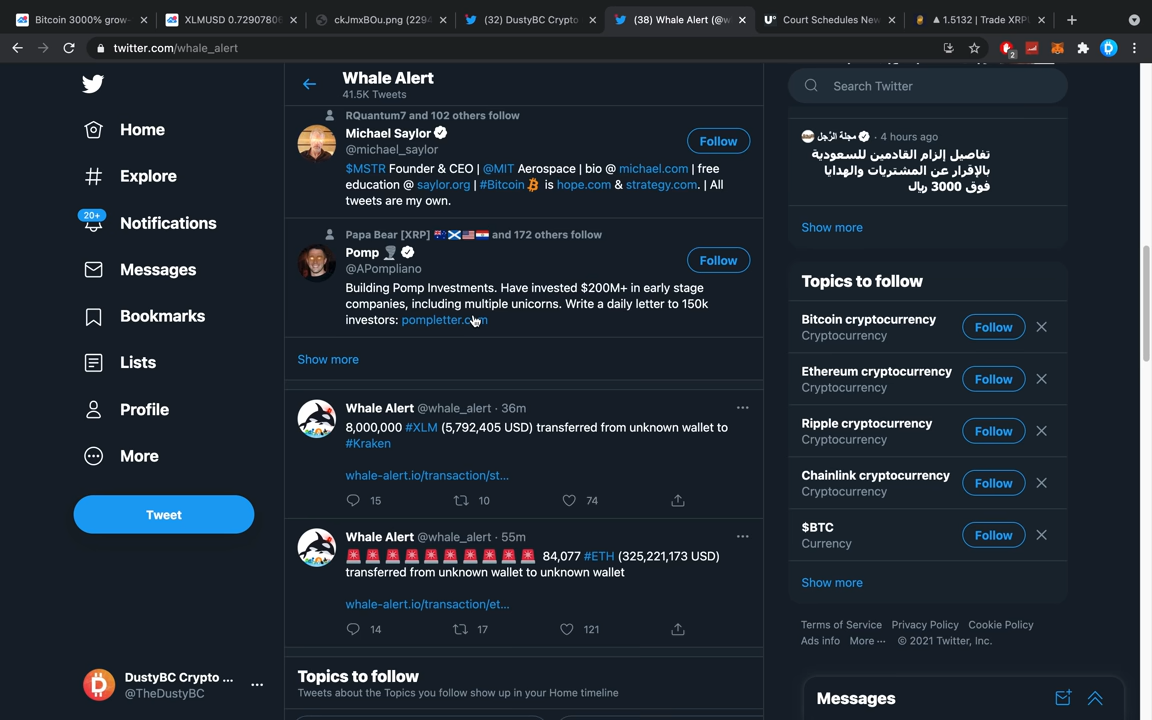 Bitcoin 3000% grow
XLMUSD 0.7290780
ckJmxBOu.png (2294
(32) DustyBC Crypto
(38) Whale Alert (@w
Court Schedules New
▲ 1.5132 | Trade XRP
twitter.com/whale_alert
2
Whale Alert
41.5K Tweets
Home
Explore
20+
Notifications
Messages
Bookmarks
Lists
Profile
More
Tweet
DustyBC Crypto ...
@TheDustyBC
RQuantum7 and 102 others follow
Michael Saylor
@michael_saylor
Follow
$MSTR Founder & CEO | @MIT Aerospace | bio @ michael.com | free
education @ saylor.org | #Bitcoin is hope.com & strategy.com. | All
tweets are my own.
Papa Bear [XRP] 🇦🇺🏴󠁧󠁢󠁳󠁣󠁴󠁿🇺🇸🇭🇷 and 172 others follow
Pomp 🏆
@APompliano
Follow
Building Pomp Investments. Have invested $200M+ in early stage
companies, including multiple unicorns. Write a daily letter to 150k
investors: pompletter.com
Show more
Whale Alert @whale_alert · 36m
8,000,000 #XLM (5,792,405 USD) transferred from unknown wallet to
#Kraken
whale-alert.io/transaction/st...
15 10 74
Whale Alert @whale_alert · 55m
🚨🚨🚨🚨🚨🚨🚨🚨🚨🚨 84,077 #ETH (325,221,173 USD)
transferred from unknown wallet to unknown wallet
whale-alert.io/transaction/et...
14 17 121
Topics to follow
Tweets about the Topics you follow show up in your Home timeline
Search Twitter
مجلة الرَّجل · 4 hours ago
تفاصيل إلزام القادمين للسعودية
بالإقرار عن المشتريات والهدايا
فوق 3000 ريال
Show more
Topics to follow
Bitcoin cryptocurrency
Cryptocurrency
Follow
Ethereum cryptocurrency
Cryptocurrency
Follow
Ripple cryptocurrency
Cryptocurrency
Follow
Chainlink cryptocurrency
Cryptocurrency
Follow
$BTC
Currency
Follow
Show more
Terms of Service Privacy Policy Cookie Policy
Ads info More ··· © 2021 Twitter, Inc.
Messages